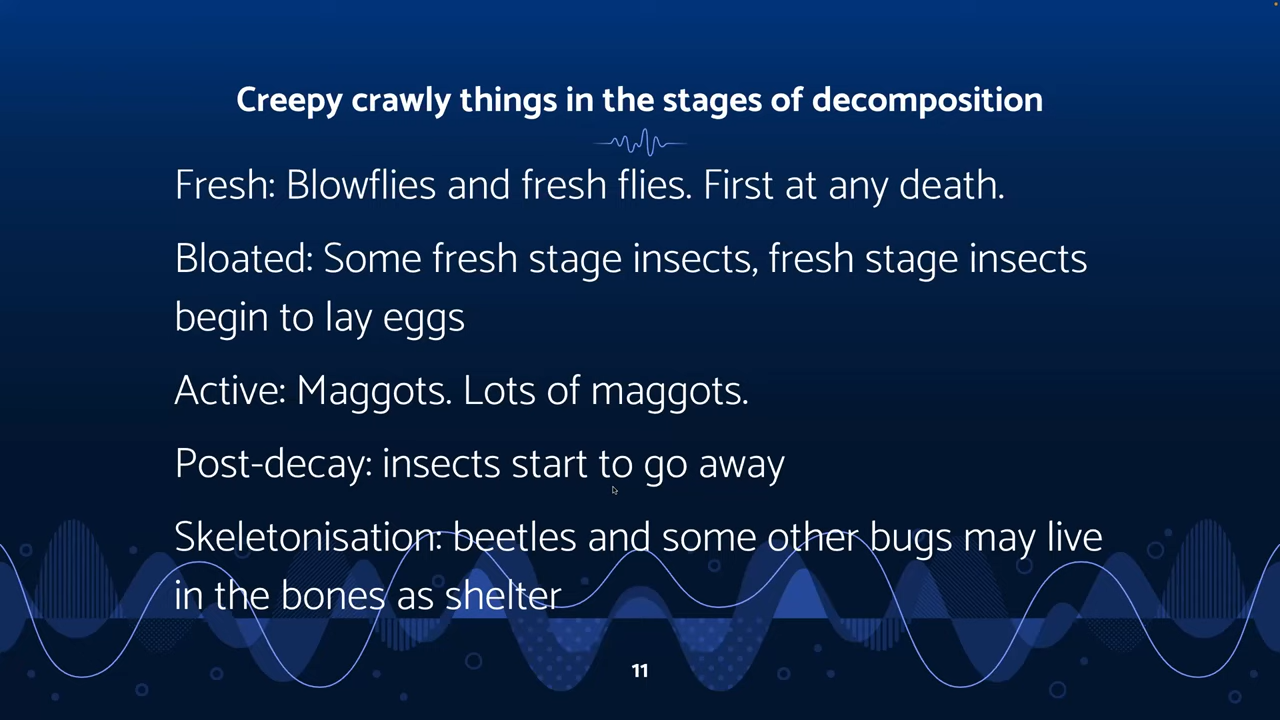 Creepy crawly things in the stages of decomposition
Fresh: Blowflies and fresh flies. First at any death.
Bloated: Some fresh stage insects, fresh stage insects
begin to lay eggs
Active: Maggots. Lots of maggots.
Post-decay: insects start to go away
Skeletonisation: beetles and some other bugs may live
in the bones as shelter
11